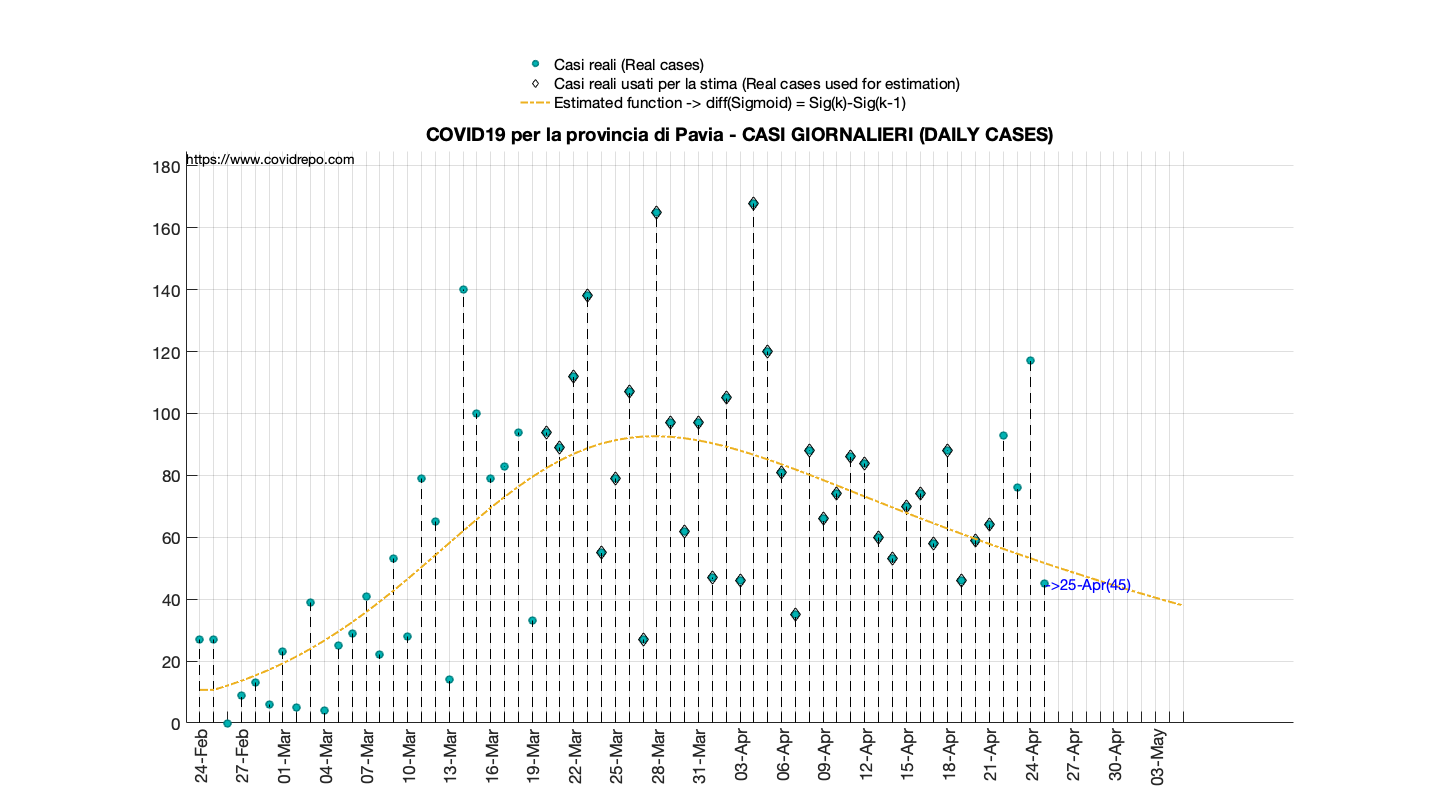 Casi reali (Real cases)
Casi reali usati per la stima (Real cases used for estimation)
Estimated function -> diff(Sigmoid) = Sig(k)-Sig(k-1)
COVID19 per la provincia di Pavia - CASI GIORNALIERI (DAILY CASES)
https://www.covidrepo.com
180
160
140
120
100
80
60
40
20
0
->25-Apr(45)
24-Feb
27-Feb
01-Mar
04-Mar
07-Mar
10-Mar
13-Mar
16-Mar
19-Mar
22-Mar
25-Mar
28-Mar
31-Mar
03-Apr
06-Apr
09-Apr
12-Apr
15-Apr
18-Apr
21-Apr
24-Apr
27-Apr
30-Apr
03-May